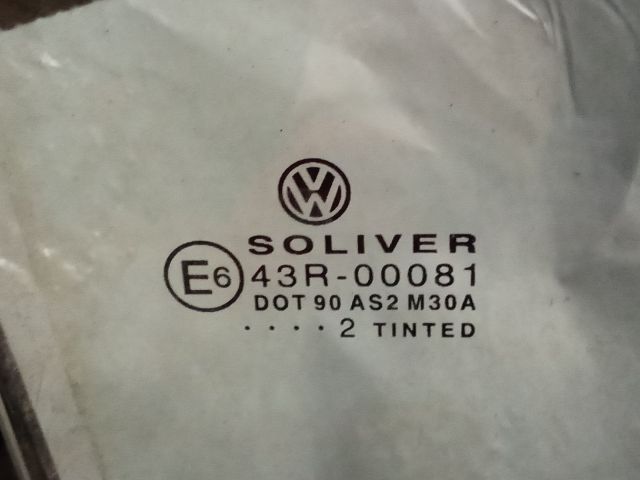 SOLIVER
E6 43R-00081
DOT 90 AS2 M30A
. . . . 2 TINTED